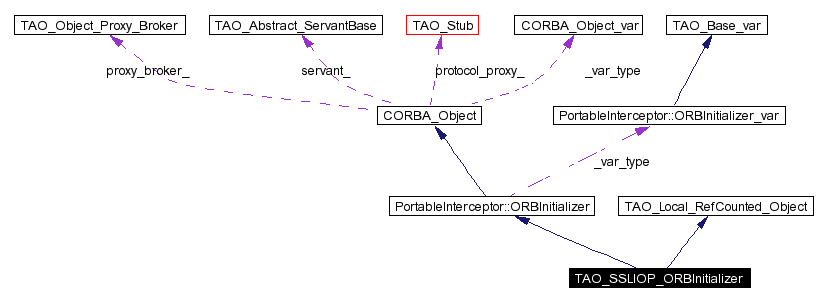 TAO_Object_Proxy_Broker TAO_Abstract_ServantBase TAO_Stub CORBA_Object_var TAO_Base_var
proxy_broker_ servant_ protocol_proxy_ _var_type
CORBA_Object PortableInterceptor::ORBInitializer_var
_var_type
PortableInterceptor::ORBInitializer TAO_Local_RefCounted_Object
TAO_SSLIOP_ORBInitializer